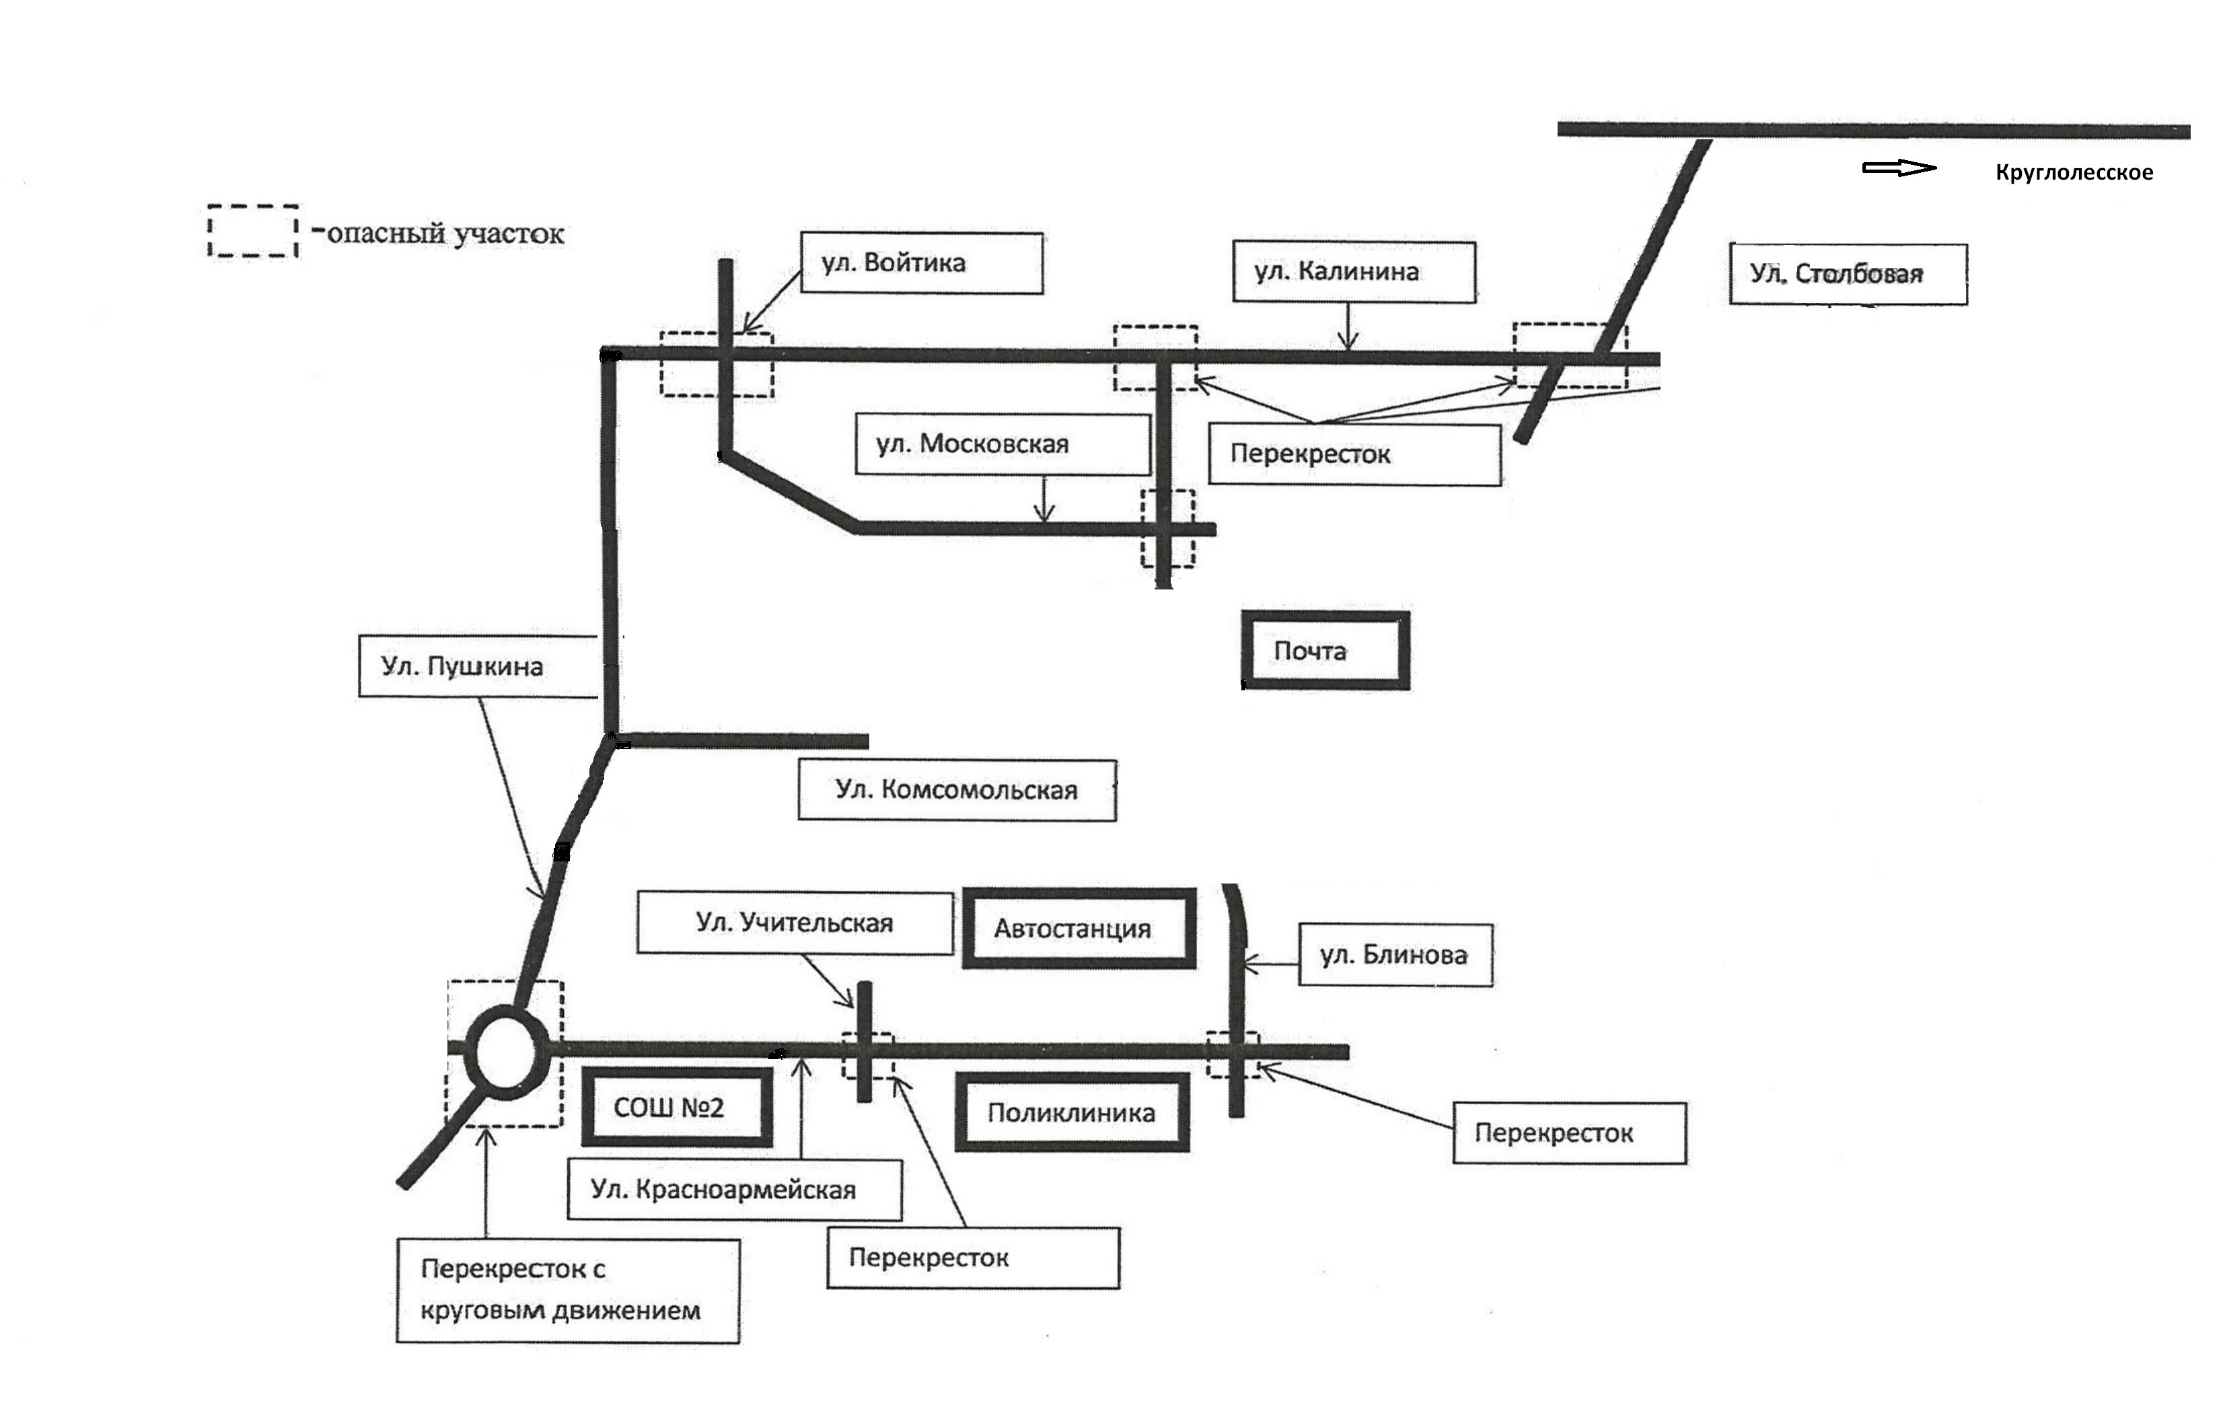 Круглолесское
-опасный участок
ул. Войтика
ул. Калинина
Ул. Столбовая
ул. Московская
Перекресток
Почта
Ул. Пушкина
Ул. Комсомольская
Ул. Учительская
Автостанция
ул. Блинова
СОШ №2
Поликлиника
Перекресток
Ул. Красноармейская
Перекресток
Перекресток с
круговым движением